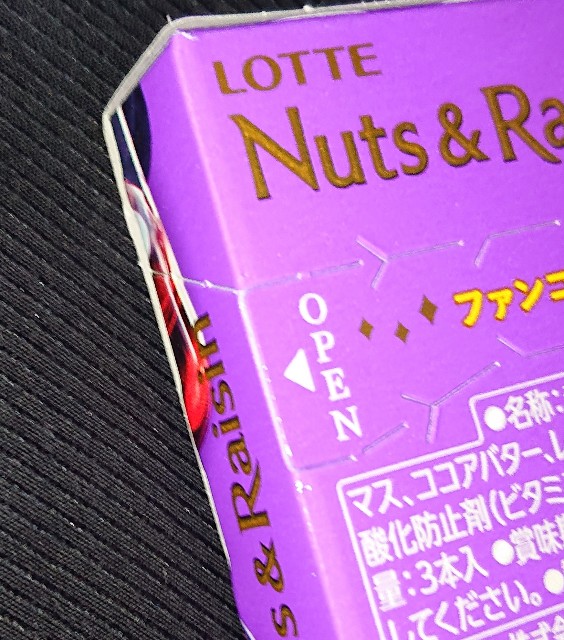 LOTTE
Nuts & Ra
OPEN
ファンコ
s & Raisin
●名称:
マス、ココアバター、レ
酸化防止剤(ビタミ
量:3本入 ●賞味
してください。●